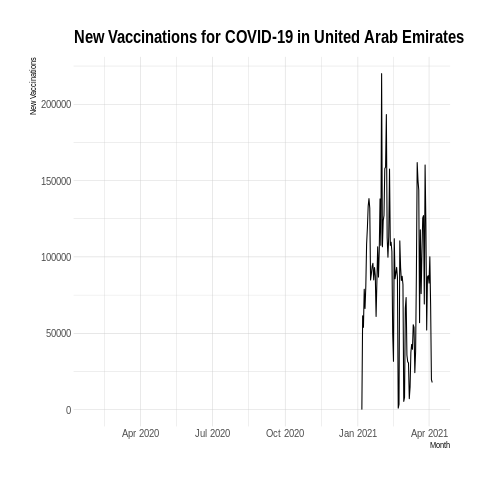 New Vaccinations for COVID-19 in United Arab Emirates
New Vaccinations
200000
150000
100000
50000
0
Apr 2020 Jul 2020 Oct 2020 Jan 2021 Apr 2021
Month